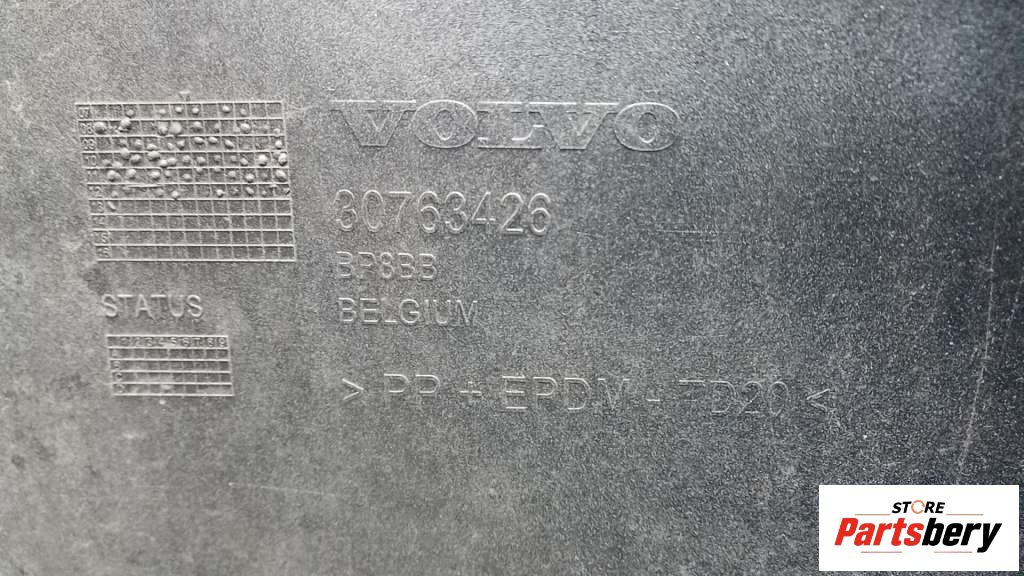 VOLVO
30763426
BP8BB
BELGIUM
STATUS
> PP + EPDM - TD20 <
STORE
Partsbery